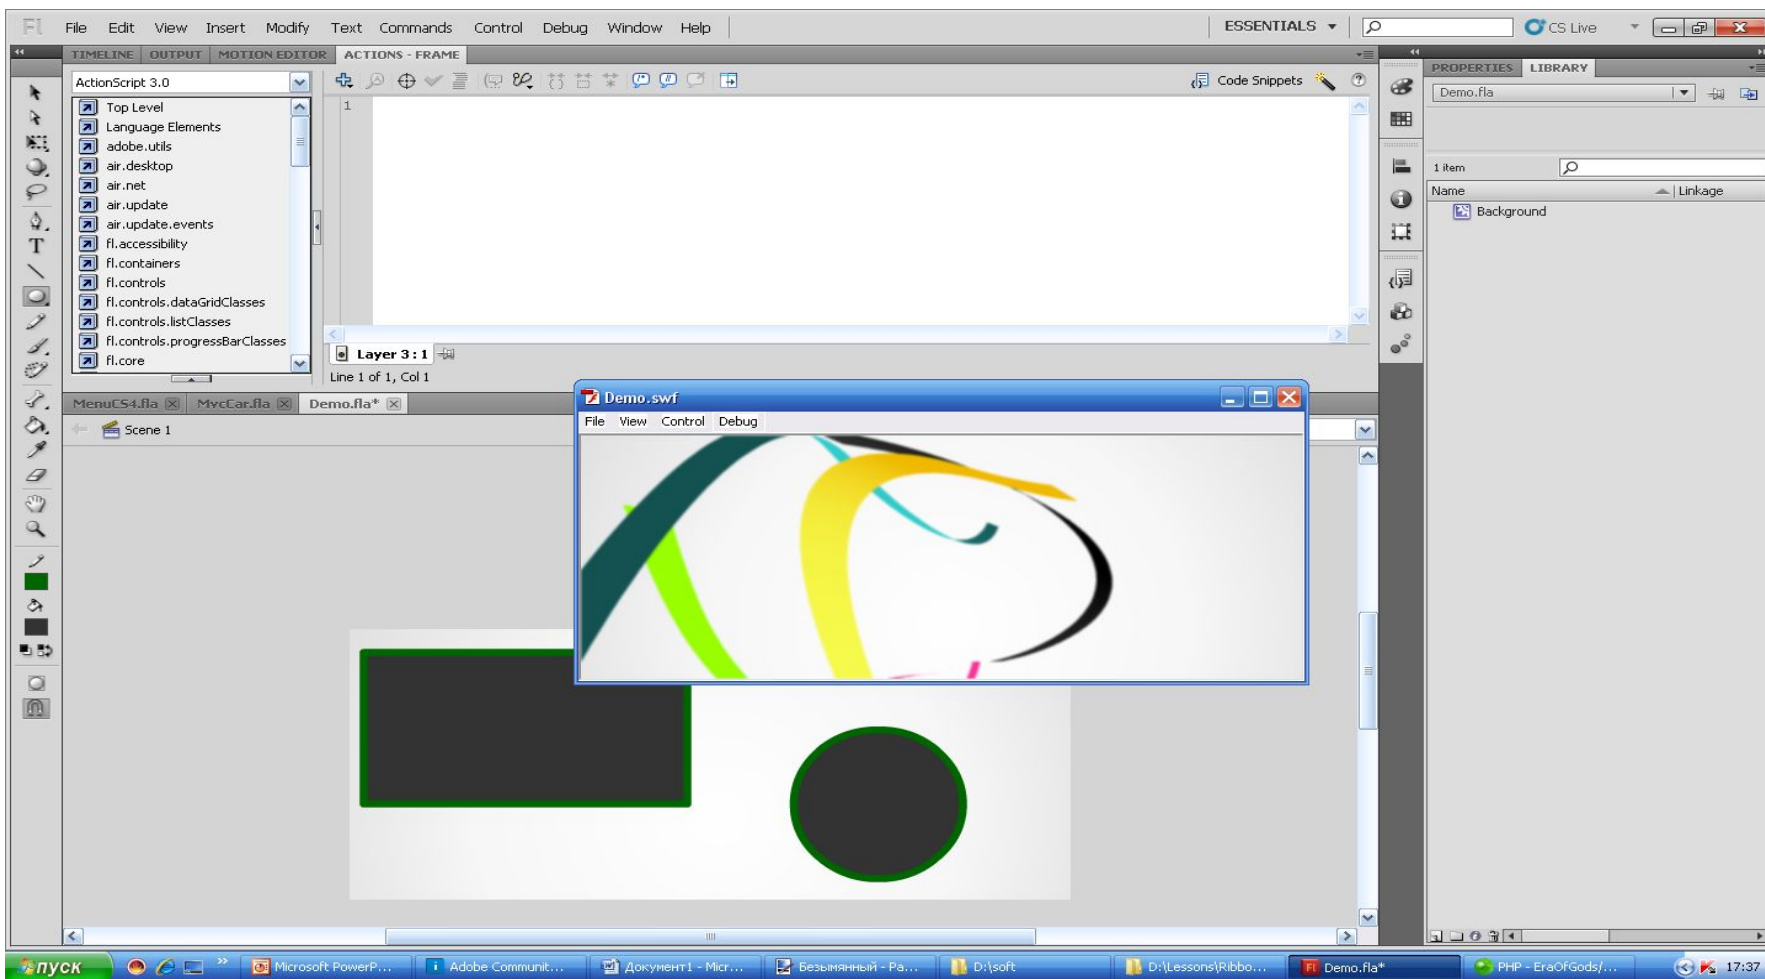 Fl File Edit View Insert Modify Text Commands Control Debug Window Help ESSENTIALS CS Live
TIMELINE OUTPUT MOTION EDITOR ACTIONS - FRAME
PROPERTIES LIBRARY
ActionScript 3.0
Code Snippets
Demo.fla
Top Level
Language Elements
adobe.utils
air.desktop
air.net
air.update
air.update.events
fl.accessibility
fl.containers
fl.controls
fl.controls.dataGridClasses
fl.controls.listClasses
fl.controls.progressBarClasses
fl.core
1
Layer 3 : 1
Line 1 of 1, Col 1
1 item
Name Linkage
Background
MenuCS4.fla MvcCar.fla Demo.fla*
Scene 1
Demo.swf
File View Control Debug
T
пуск Microsoft PowerP... Adobe Communit... Документ1 - Micr... Безымянный - Pa... D:\soft D:\Lessons\Ribbo... Demo.fla* PHP - EraOfGods/... 17:37